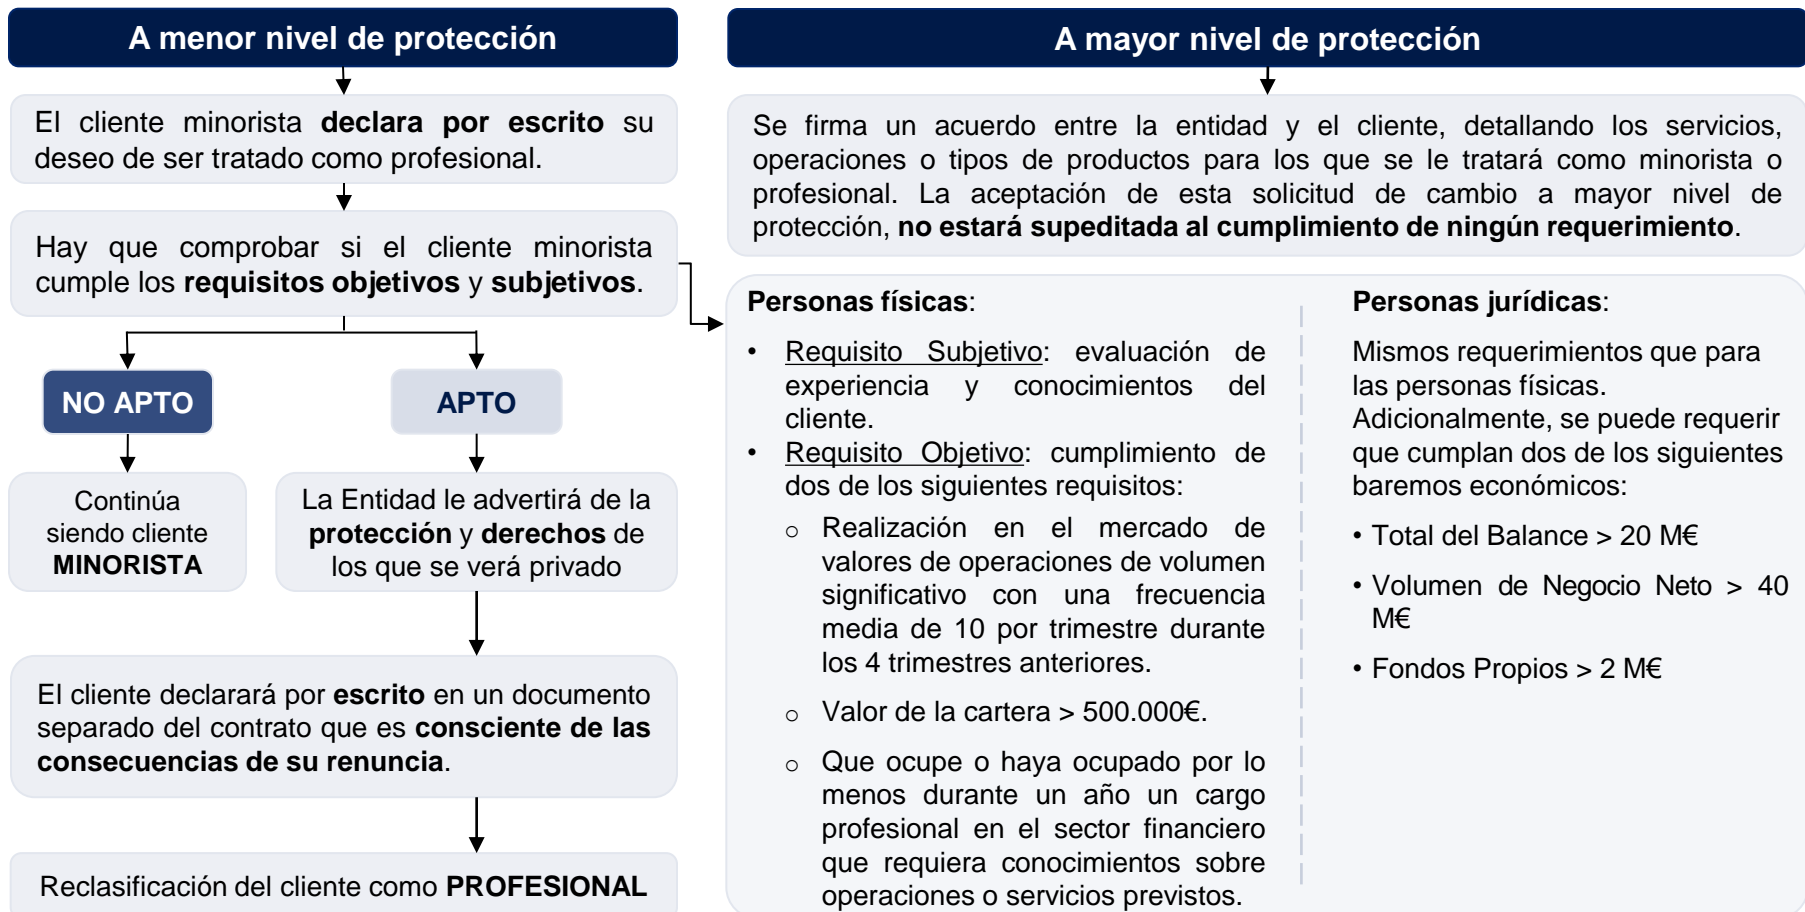 A menor nivel de protección
El cliente minorista declara por escrito su
deseo de ser tratado como profesional.
Hay que comprobar si el cliente minorista
cumple los requisitos objetivos y subjetivos.
NO APTO
APTO
Continúa
siendo cliente
MINORISTA
La Entidad le advertirá de la
protección y derechos de
los que se verá privado
El cliente declarará por escrito en un documento
separado del contrato que es consciente de las
consecuencias de su renuncia.
Reclasificación del cliente como PROFESIONAL
A mayor nivel de protección
Se firma un acuerdo entre la entidad y el cliente, detallando los servicios,
operaciones o tipos de productos para los que se le tratará como minorista o
profesional. La aceptación de esta solicitud de cambio a mayor nivel de
protección, no estará supeditada al cumplimiento de ningún requerimiento.
Personas físicas:
• Requisito Subjetivo: evaluación de
experiencia y conocimientos del
cliente.
• Requisito Objetivo: cumplimiento de
dos de los siguientes requisitos:
o Realización en el mercado de
valores de operaciones de volumen
significativo con una frecuencia
media de 10 por trimestre durante
los 4 trimestres anteriores.
o Valor de la cartera > 500.000€.
o Que ocupe o haya ocupado por lo
menos durante un año un cargo
profesional en el sector financiero
que requiera conocimientos sobre
operaciones o servicios previstos.
Personas jurídicas:
Mismos requerimientos que para
las personas físicas.
Adicionalmente, se puede requerir
que cumplan dos de los siguientes
baremos económicos:
• Total del Balance > 20 M€
• Volumen de Negocio Neto > 40
M€
• Fondos Propios > 2 M€